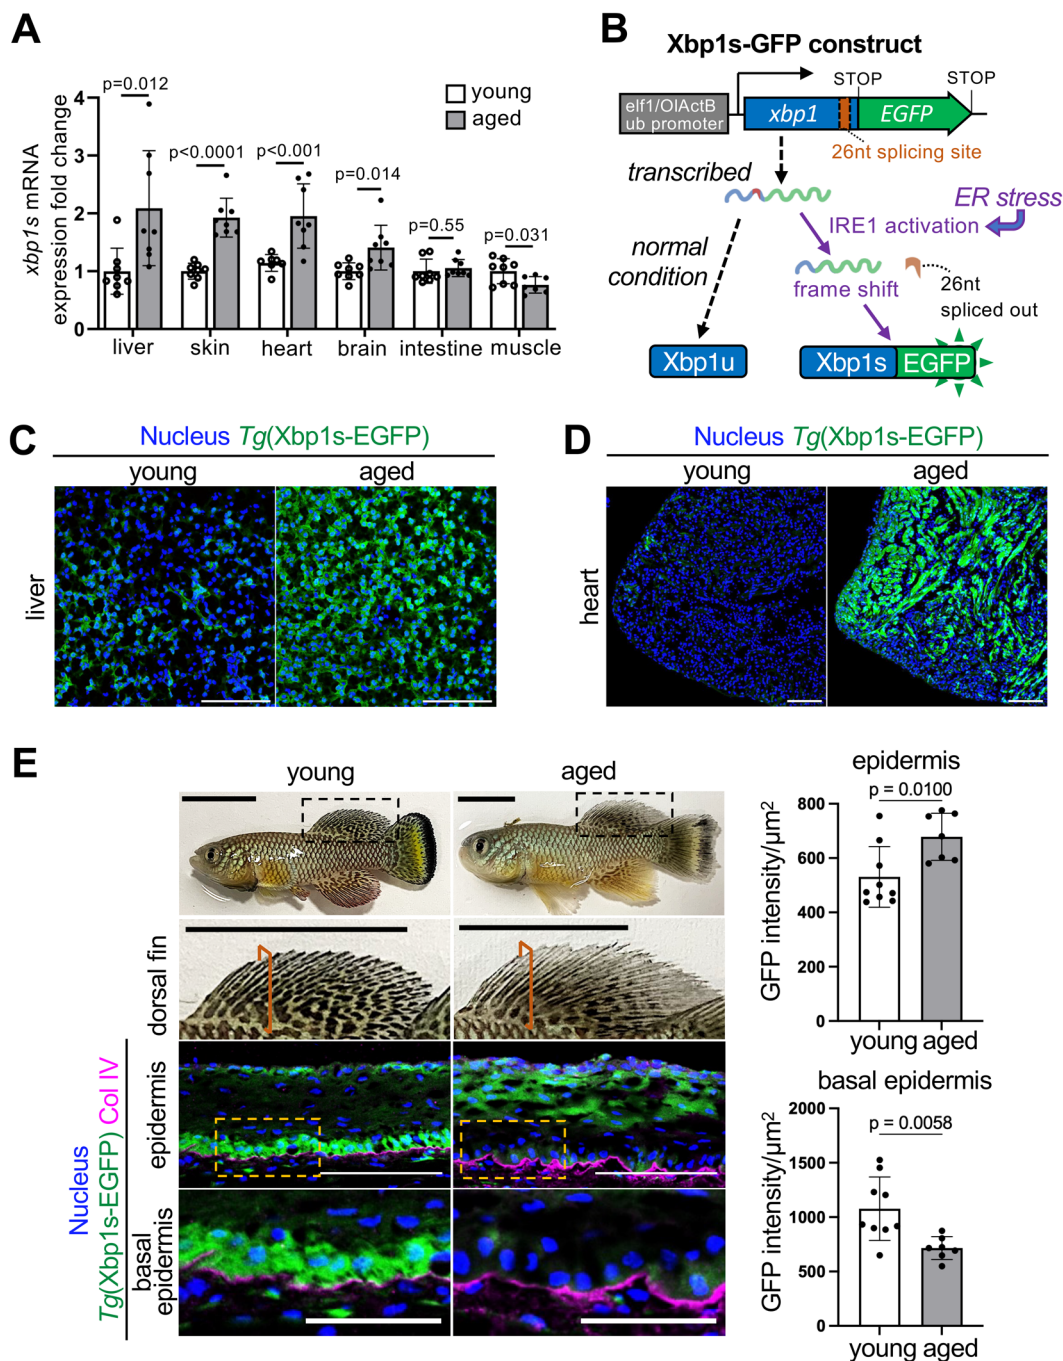 A
p=0.012
p<0.0001
p<0.001
p=0.014
p=0.55
p=0.031
young
aged
xbp1s mRNA
expression fold change
4
3
2
1
0
liver
skin
heart
brain
intestine
muscle
B
Xbp1s-GFP construct
STOP
STOP
elf1/OlActB
ub promoter
xbp1
EGFP
26nt splicing site
transcribed
ER stress
IRE1 activation
normal
condition
frame shift
26nt
spliced out
Xbp1u
Xbp1s
EGFP
C
Nucleus Tg(Xbp1s-EGFP)
young
aged
liver
D
Nucleus Tg(Xbp1s-EGFP)
young
aged
heart
E
young
aged
dorsal fin
epidermis
basal
epidermis
Nucleus
Tg(Xbp1s-EGFP) Col IV
epidermis
p = 0.0100
GFP intensity/µm²
800
600
400
200
0
young
aged
basal epidermis
p = 0.0058
GFP intensity/µm²
2000
1500
1000
500
0
young
aged